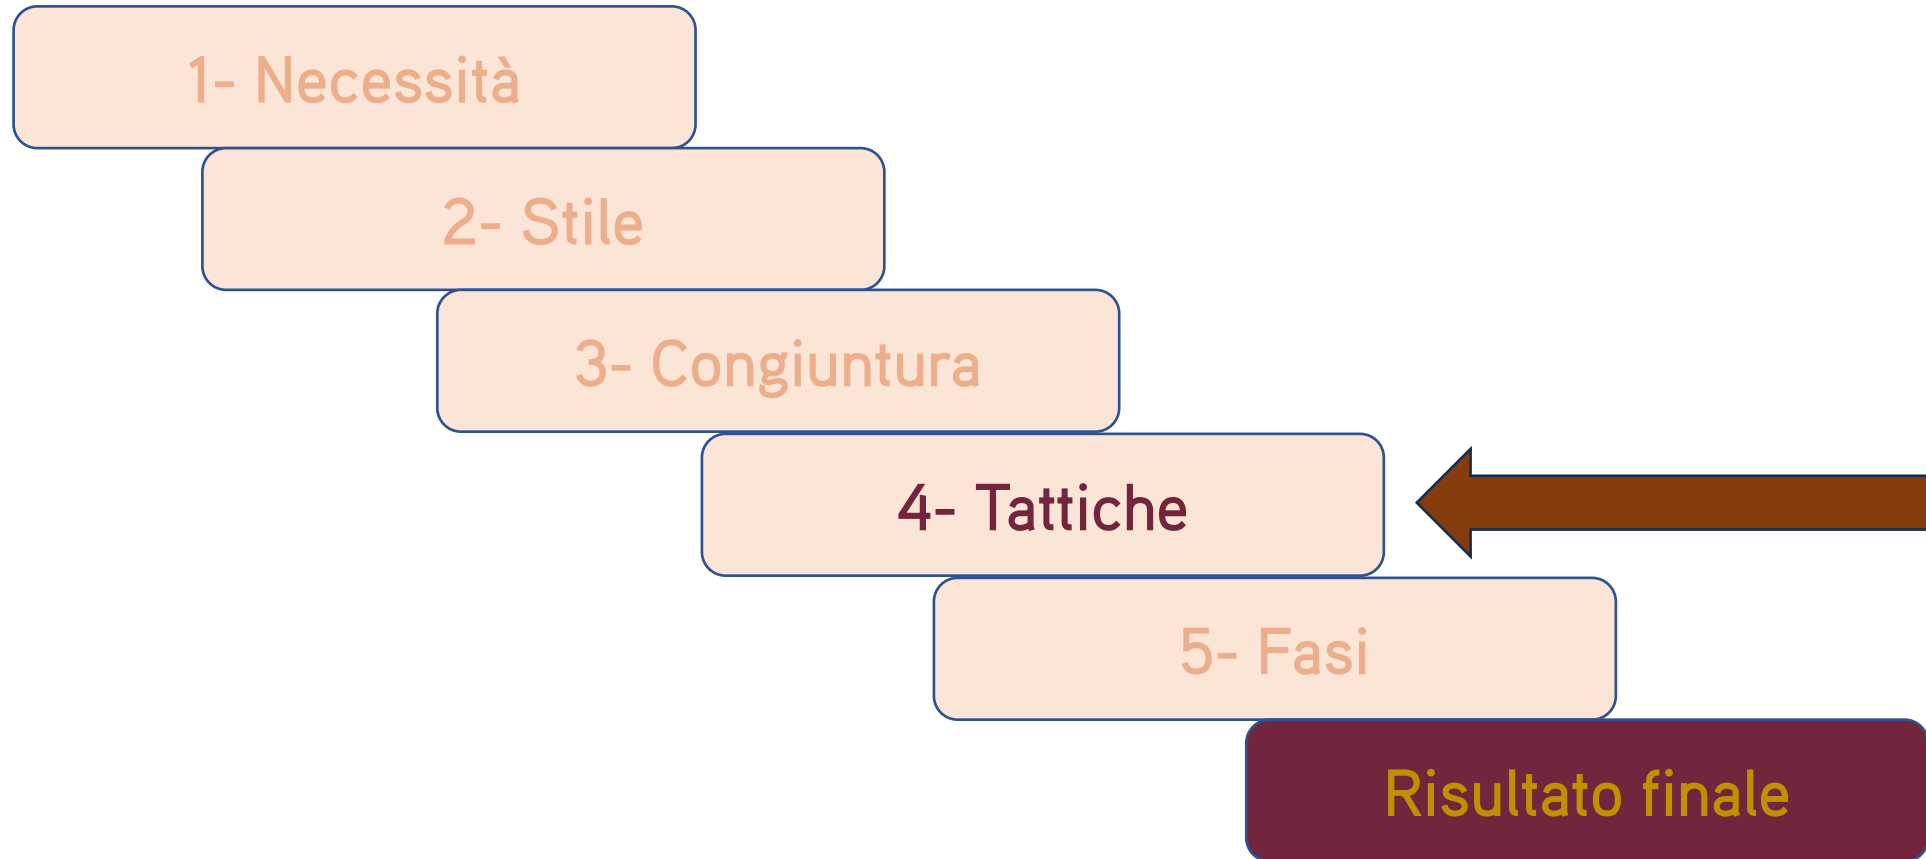 1- Necessità
2- Stile
3- Congiuntura
4- Tattiche
5- Fasi
Risultato finale